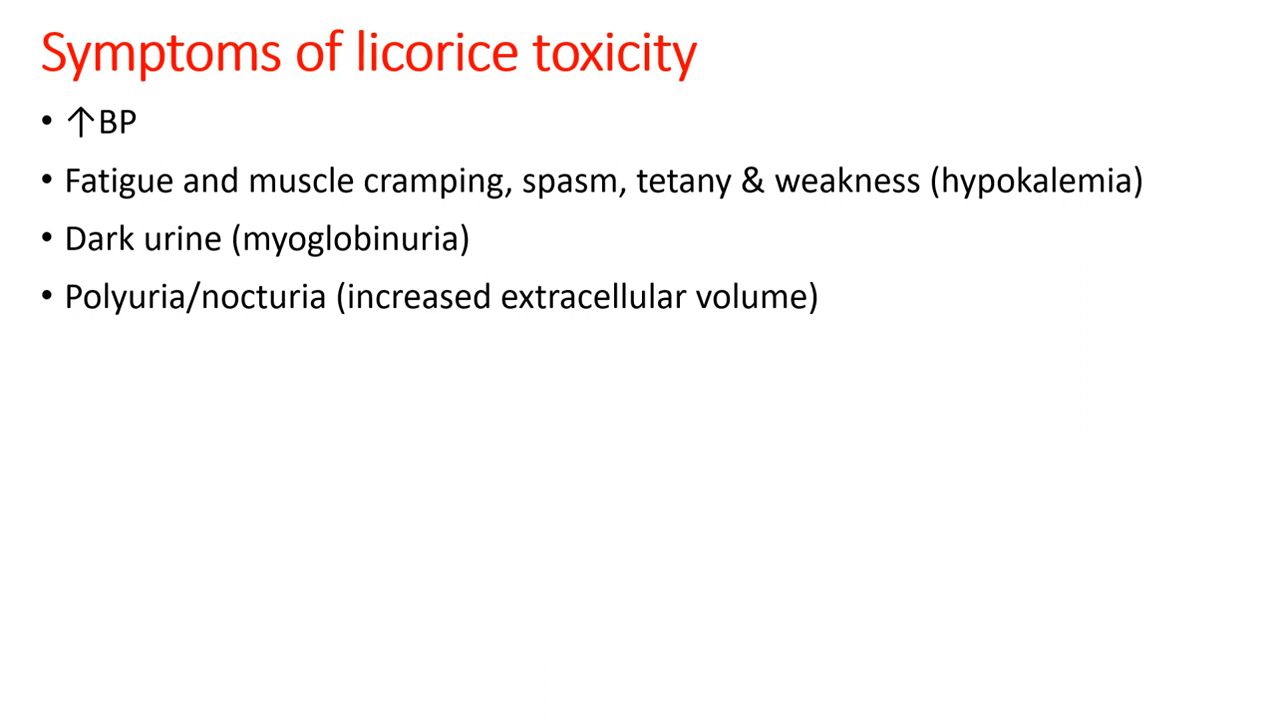 Symptoms of licorice toxicity
• ↑BP
• Fatigue and muscle cramping, spasm, tetany & weakness (hypokalemia)
• Dark urine (myoglobinuria)
• Polyuria/nocturia (increased extracellular volume)